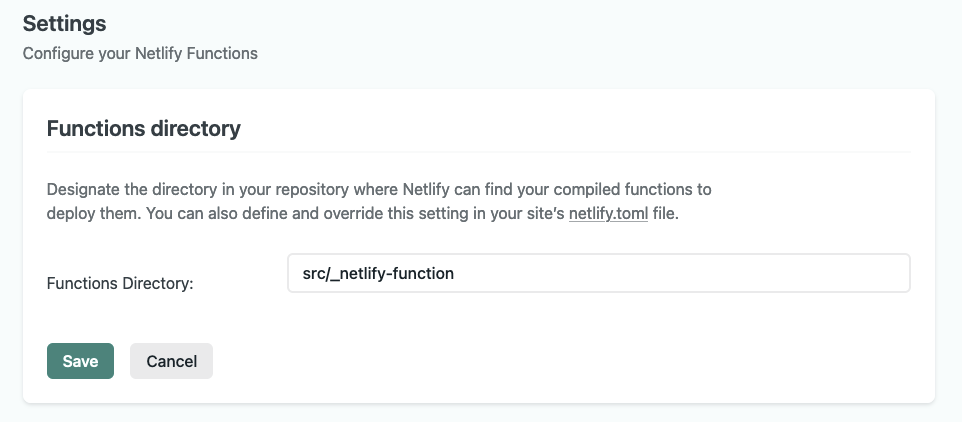 Settings
Configure your Netlify Functions
Functions directory
Designate the directory in your repository where Netlify can find your compiled functions to
deploy them. You can also define and override this setting in your site’s netlify.toml file.
Functions Directory: src/_netlify-function
Save Cancel